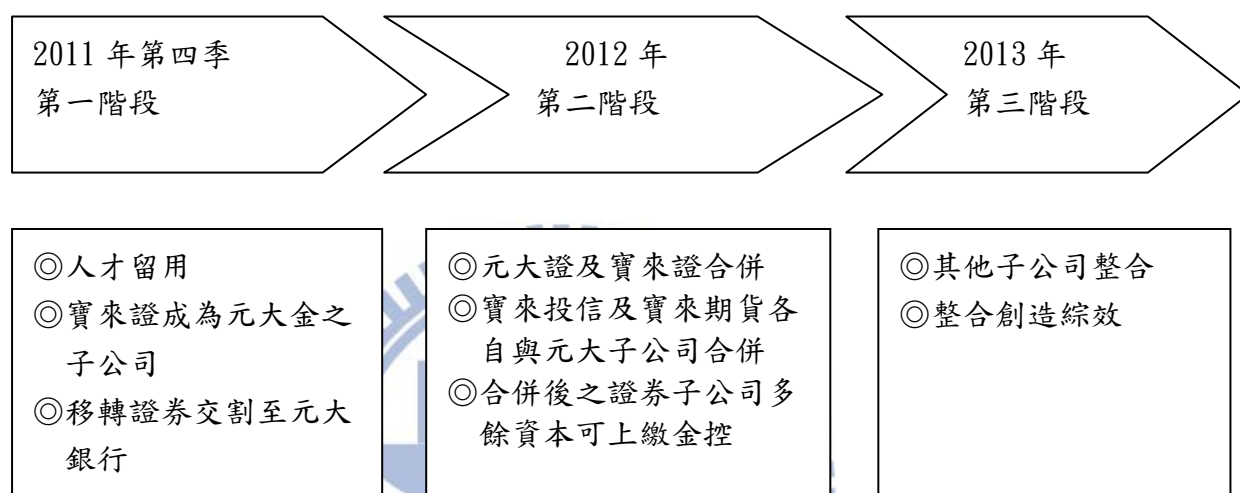 2011 年第四季
第一階段
2012 年
第二階段
2013 年
第三階段
◎人才留用
◎寶來證成為元大金之
子公司
◎移轉證券交割至元大
銀行
◎元大證及寶來證合併
◎寶來投信及寶來期貨各
自與元大子公司合併
◎合併後之證券子公司多
餘資本可上繳金控
◎其他子公司整合
◎整合創造綜效